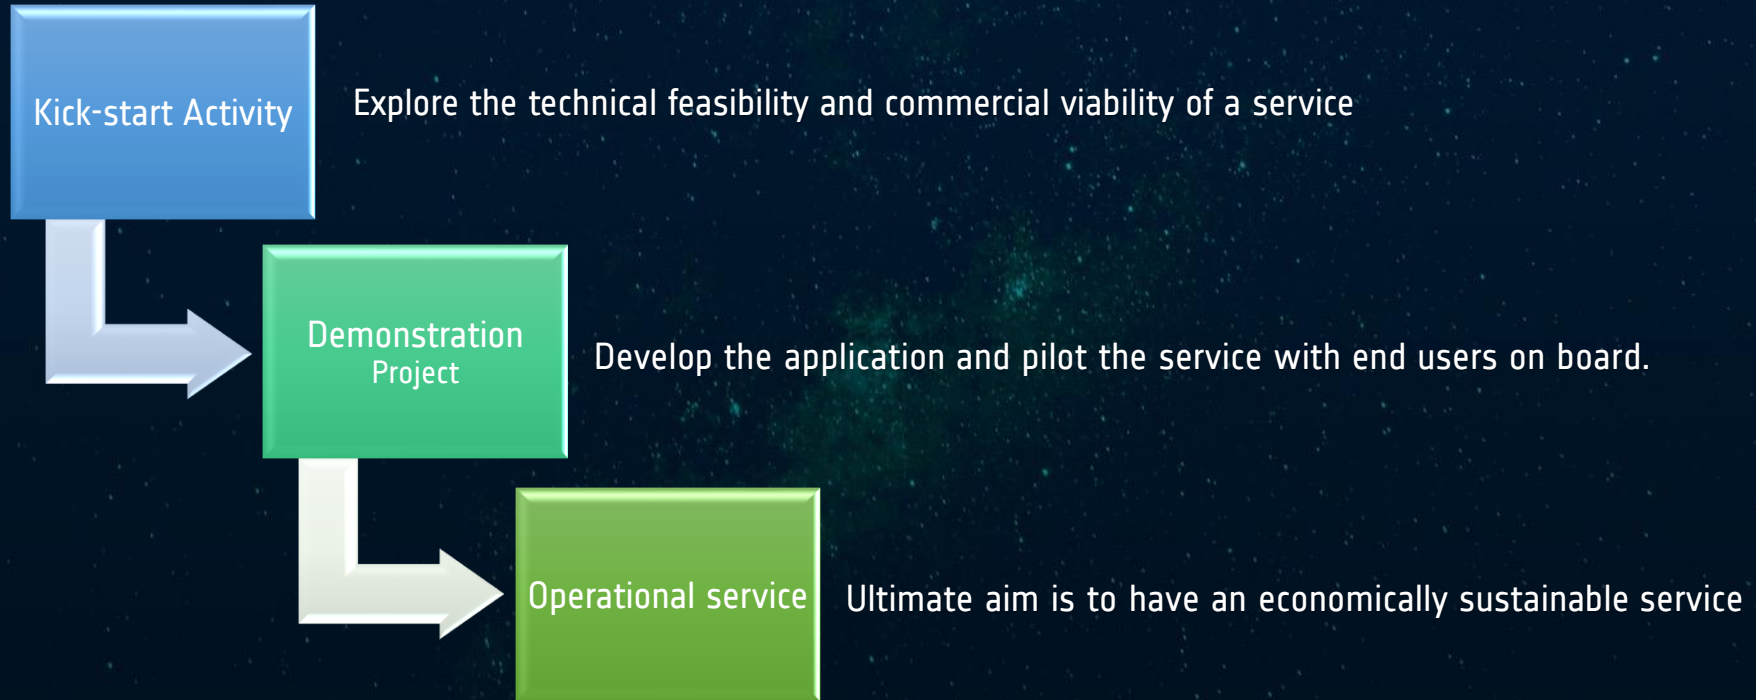 Kick-start Activity
Explore the technical feasibility and commercial viability of a service
Demonstration
Project
Develop the application and pilot the service with end users on board.
Operational service
Ultimate aim is to have an economically sustainable service